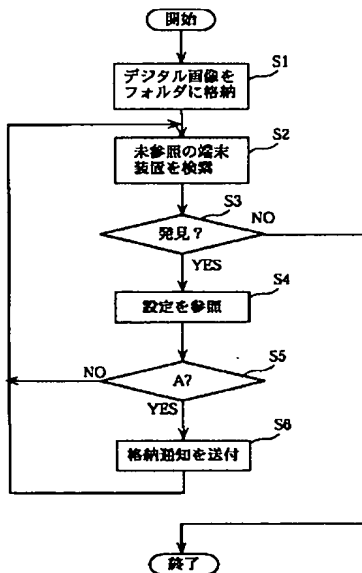 開始
S1
デジタル画像を
フォルダに格納
S2
未参照の端末
装置を検索
S3
発見？
NO
YES
S4
設定を参照
S5
A?
NO
YES
S6
格納通知を送付
終了